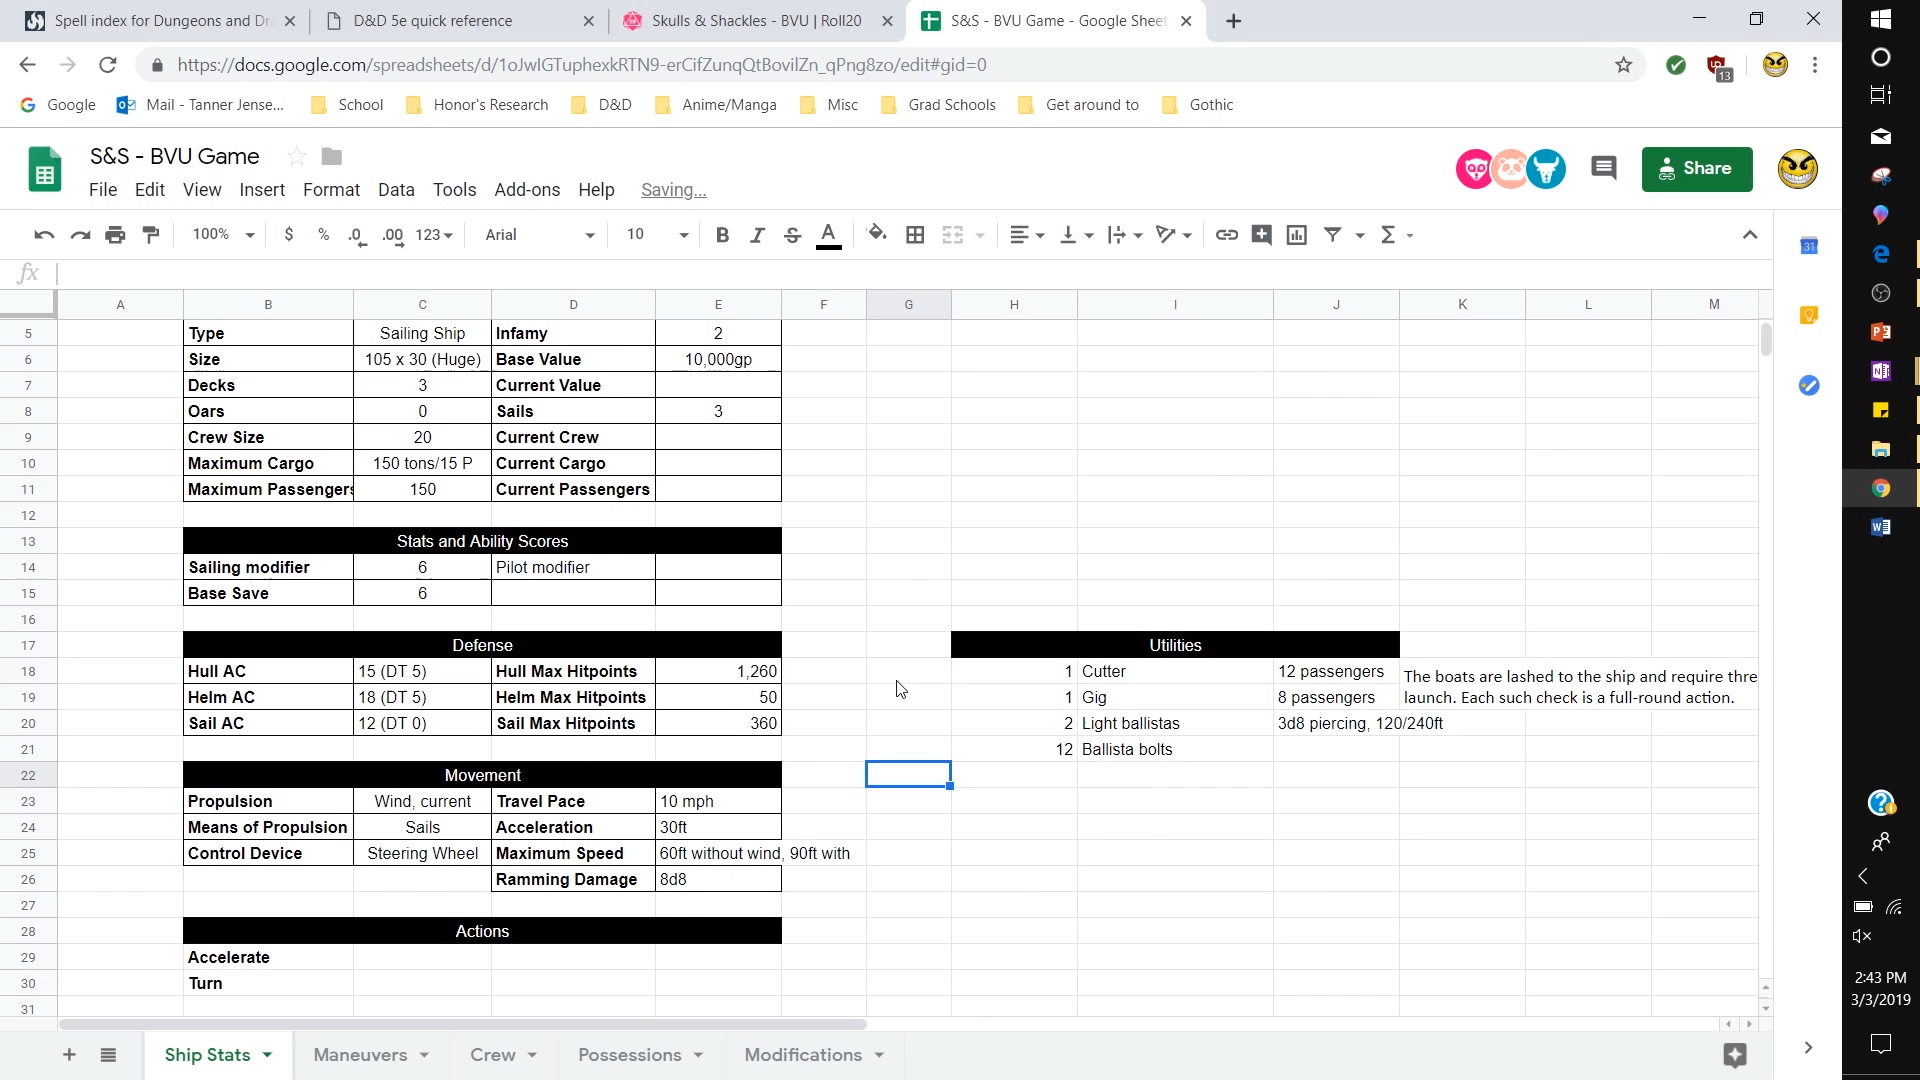 Spell index for Dungeons and Dr
D&D 5e quick reference
Skulls & Shackles - BVU | Roll20
S&S - BVU Game - Google Sheet
https://docs.google.com/spreadsheets/d/1oJwIGTuphexkRTN9-erCifZunqQtBovilZn_qPng8zo/edit#gid=0
13
Google Mail - Tanner Jense... School Honor's Research D&D Anime/Manga Misc Grad Schools Get around to Gothic
S&S - BVU Game
Share
File Edit View Insert Format Data Tools Add-ons Help Saving...
100% $ % .0 .00 123 Arial 10 B I S A Σ
31
fx
A B C D E F G H I J K L M
5 Type Sailing Ship Infamy 2
6 Size 105 x 30 (Huge) Base Value 10,000gp
7 Decks 3 Current Value
8 Oars 0 Sails 3
9 Crew Size 20 Current Crew
10 Maximum Cargo 150 tons/15 P Current Cargo
11 Maximum Passengers 150 Current Passengers
12
13 Stats and Ability Scores
14 Sailing modifier 6 Pilot modifier
15 Base Save 6
16
17 Defense Utilities
18 Hull AC 15 (DT 5) Hull Max Hitpoints 1,260 1 Cutter 12 passengers The boats are lashed to the ship and require thre
19 Helm AC 18 (DT 5) Helm Max Hitpoints 50 1 Gig 8 passengers launch. Each such check is a full-round action.
20 Sail AC 12 (DT 0) Sail Max Hitpoints 360 2 Light ballistas 3d8 piercing, 120/240ft
21 12 Ballista bolts
22 Movement
23 Propulsion Wind, current Travel Pace 10 mph
24 Means of Propulsion Sails Acceleration 30ft
25 Control Device Steering Wheel Maximum Speed 60ft without wind, 90ft with
26 Ramming Damage 8d8
27
28 Actions
29 Accelerate
30 Turn
31
Ship Stats Maneuvers Crew Possessions Modifications
2:43 PM
3/3/2019